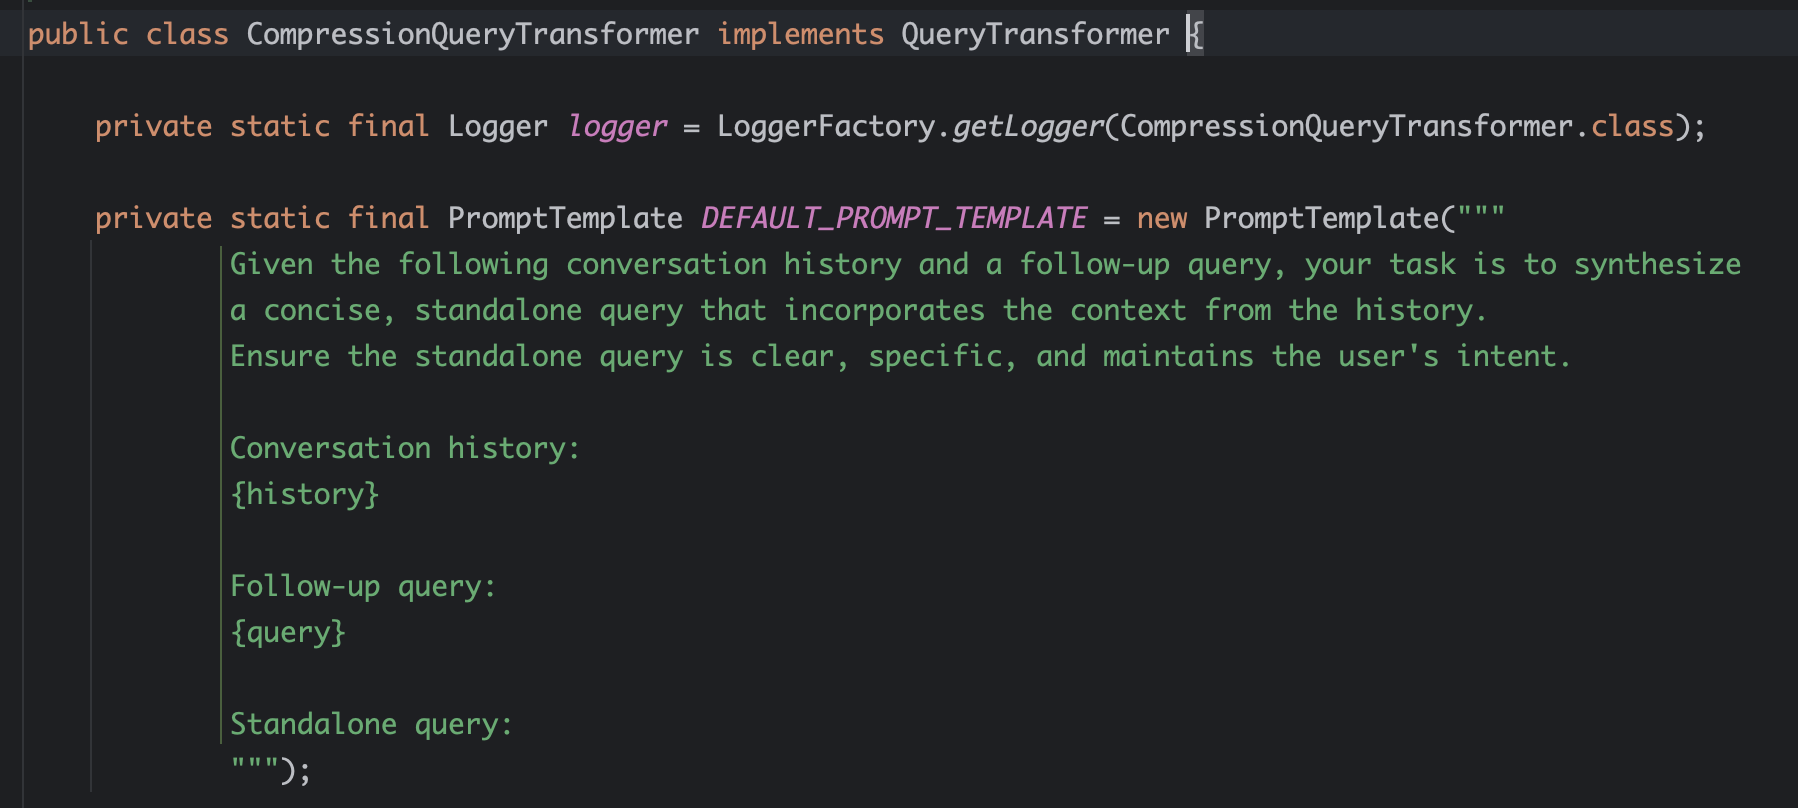 public class CompressionQueryTransformer implements QueryTransformer {
private static final Logger logger = LoggerFactory.getLogger(CompressionQueryTransformer.class);
private static final PromptTemplate DEFAULT_PROMPT_TEMPLATE = new PromptTemplate("""
Given the following conversation history and a follow-up query, your task is to synthesize
a concise, standalone query that incorporates the context from the history.
Ensure the standalone query is clear, specific, and maintains the user's intent.
Conversation history:
{history}
Follow-up query:
{query}
Standalone query:
""");